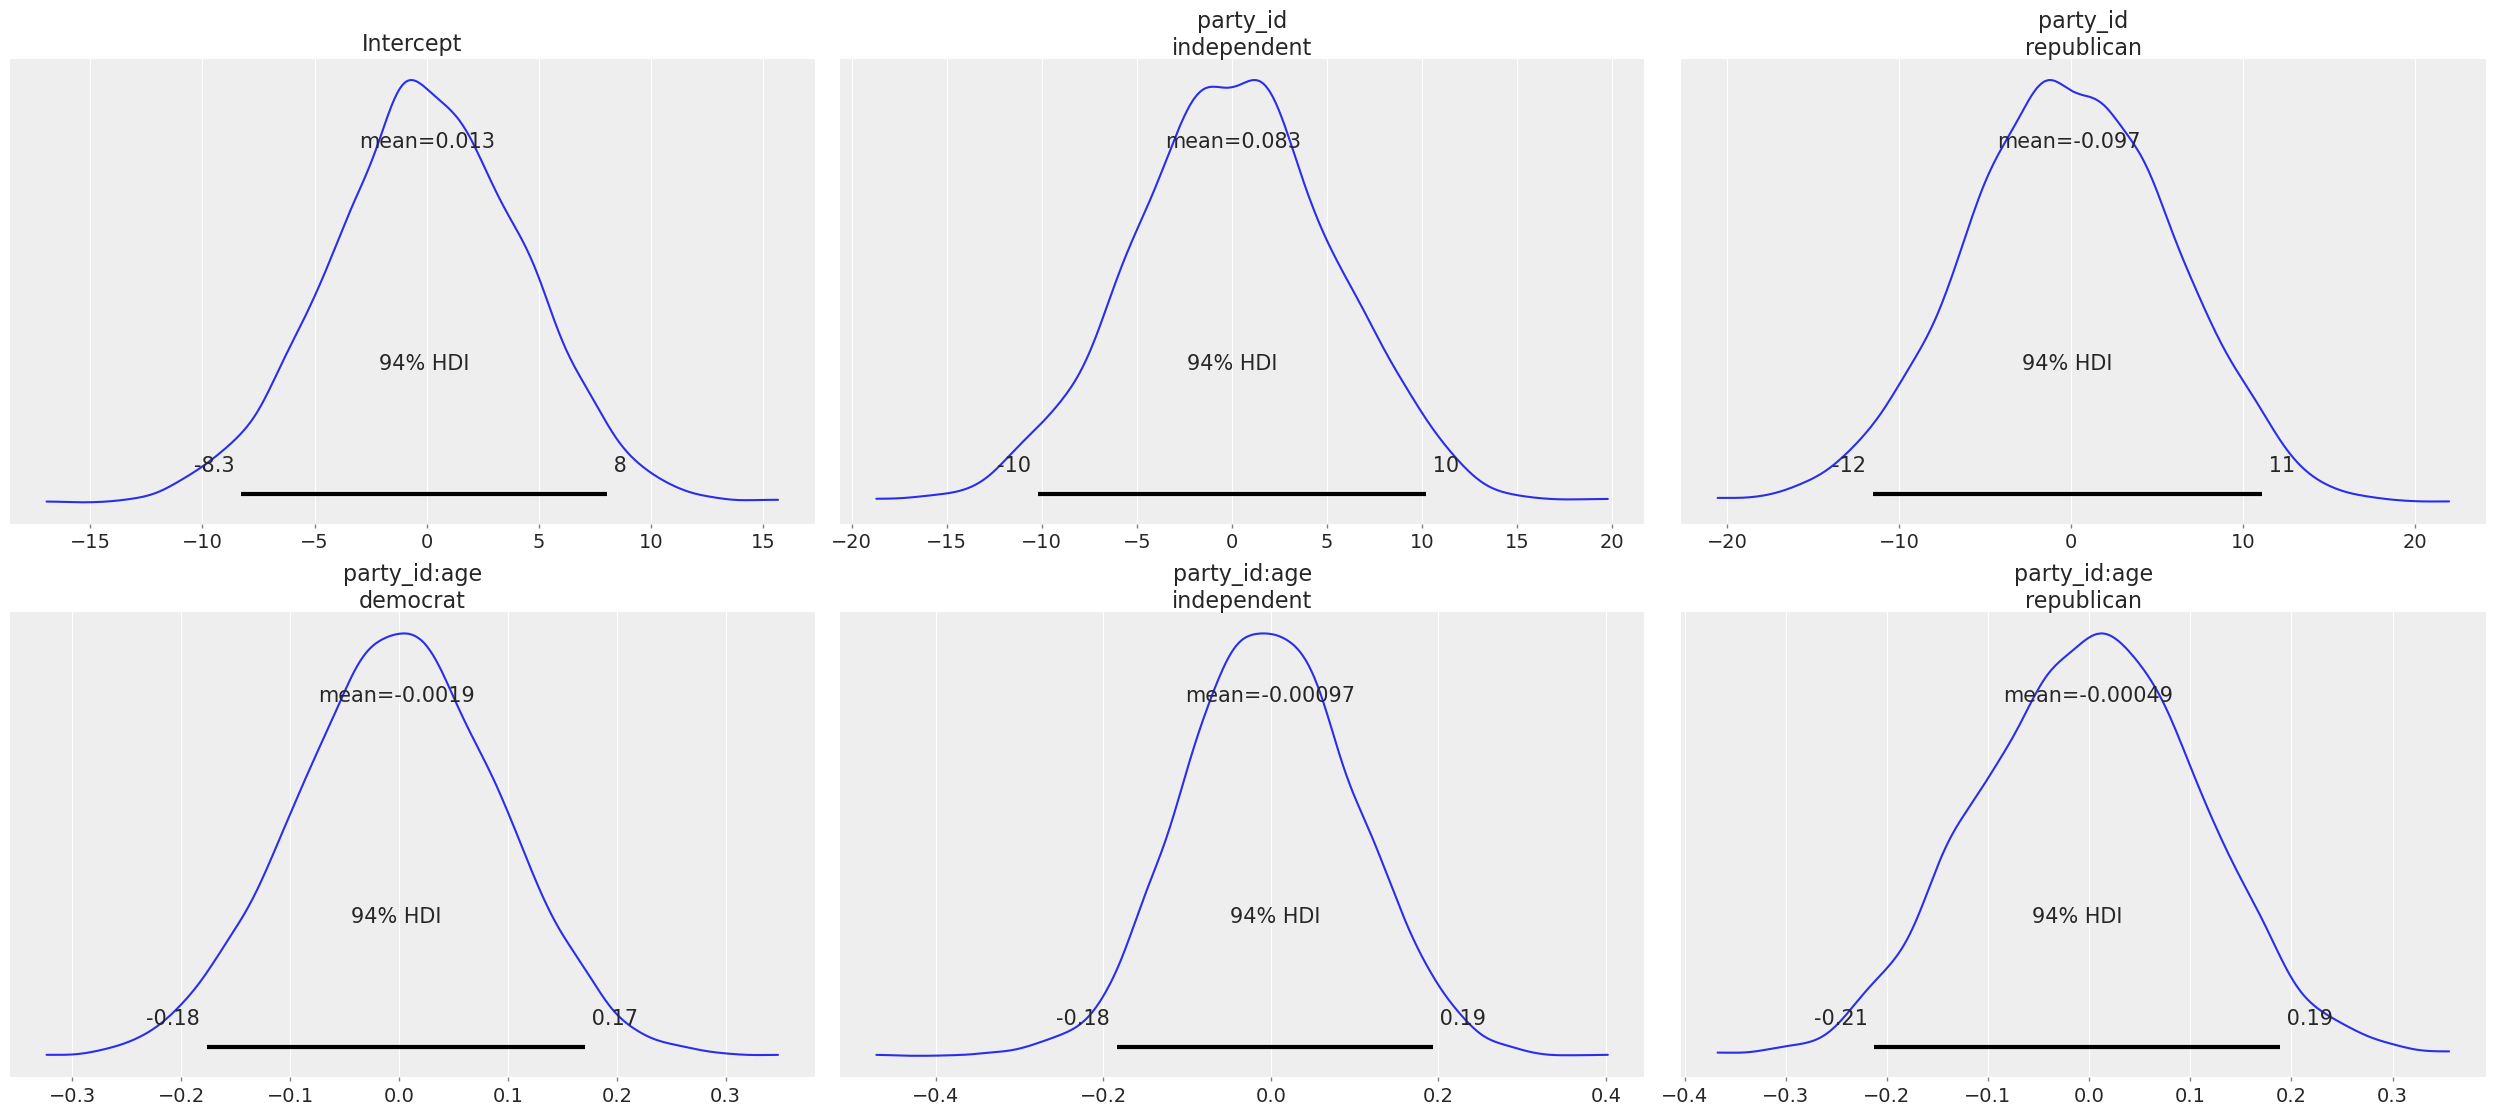 Intercept
mean=0.013
94% HDI
-8.3 8
−15 −10 −5 0 5 10 15
party_id
independent
mean=0.083
94% HDI
-10 10
−20 −15 −10 −5 0 5 10 15 20
party_id
republican
mean=-0.097
94% HDI
-12 11
−20 −10 0 10 20
party_id:age
democrat
mean=-0.0019
94% HDI
-0.18 0.17
−0.3 −0.2 −0.1 0.0 0.1 0.2 0.3
party_id:age
independent
mean=-0.00097
94% HDI
-0.18 0.19
−0.4 −0.2 0.0 0.2 0.4
party_id:age
republican
mean=-0.00049
94% HDI
-0.21 0.19
−0.4 −0.3 −0.2 −0.1 0.0 0.1 0.2 0.3